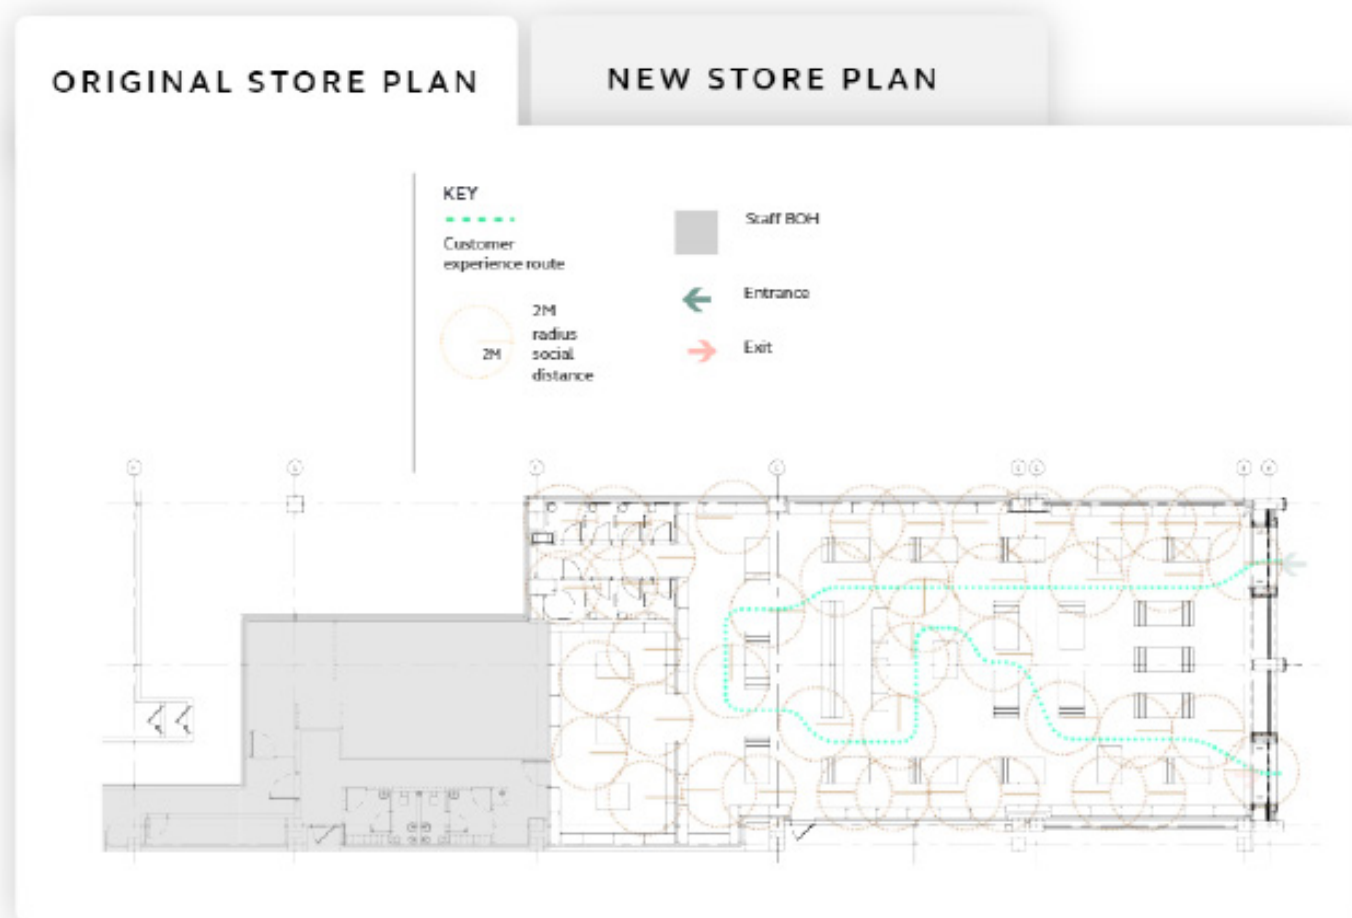 ORIGINAL STORE PLAN
NEW STORE PLAN
KEY
Customer
experience route
2M
2M
radius
social
distance
Staff BOH
Entrance
Exit